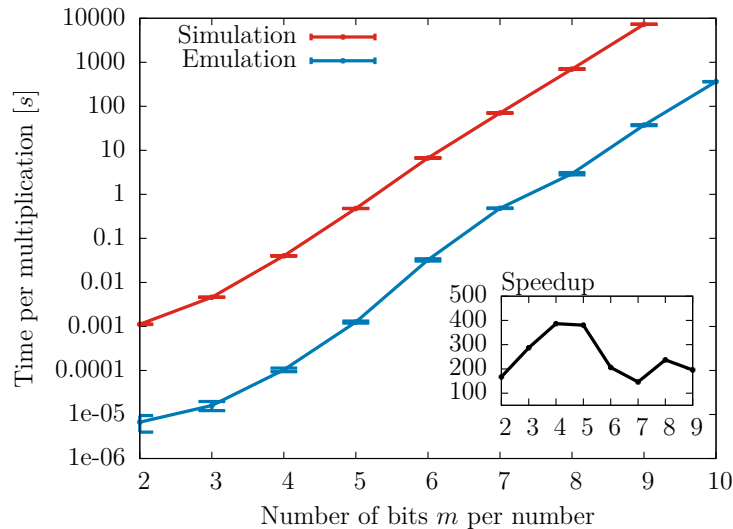 10000
1000
100
10
1
0.1
0.01
0.001
0.0001
1e-05
1e-06
Time per multiplication [s]
Simulation
Emulation
Speedup
500
400
300
200
100
2 3 4 5 6 7 8 9
2 3 4 5 6 7 8 9 10
Number of bits m per number